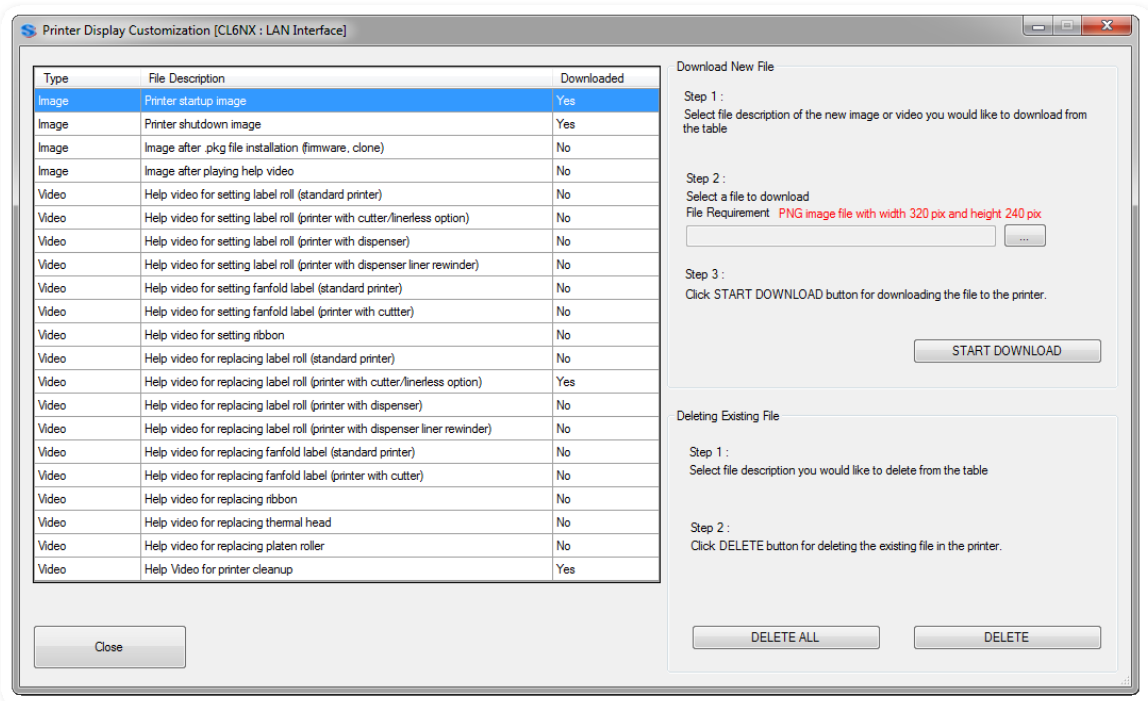 Printer Display Customization [CL6NX : LAN Interface]
Type File Description Downloaded
Image Printer startup image Yes
Image Printer shutdown image Yes
Image Image after .pkg file installation (firmware, clone) No
Image Image after playing help video No
Video Help video for setting label roll (standard printer) No
Video Help video for setting label roll (printer with cutter/linerless option) No
Video Help video for setting label roll (printer with dispenser) No
Video Help video for setting label roll (printer with dispenser liner rewinder) No
Video Help video for setting fanfold label (standard printer) No
Video Help video for setting fanfold label (printer with cuttter) No
Video Help video for setting ribbon No
Video Help video for replacing label roll (standard printer) No
Video Help video for replacing label roll (printer with cutter/linerless option) Yes
Video Help video for replacing label roll (printer with dispenser) No
Video Help video for replacing label roll (printer with dispenser liner rewinder) No
Video Help video for replacing fanfold label (standard printer) No
Video Help video for replacing fanfold label (printer with cutter) No
Video Help video for replacing ribbon No
Video Help video for replacing thermal head No
Video Help video for replacing platen roller No
Video Help Video for printer cleanup Yes
Close
Download New File
Step 1 :
Select file description of the new image or video you would like to download from
the table
Step 2 :
Select a file to download
File Requirement PNG image file with width 320 pix and height 240 pix
...
Step 3 :
Click START DOWNLOAD button for downloading the file to the printer.
START DOWNLOAD
Deleting Existing File
Step 1 :
Select file description you would like to delete from the table
Step 2 :
Click DELETE button for deleting the existing file in the printer.
DELETE ALL DELETE